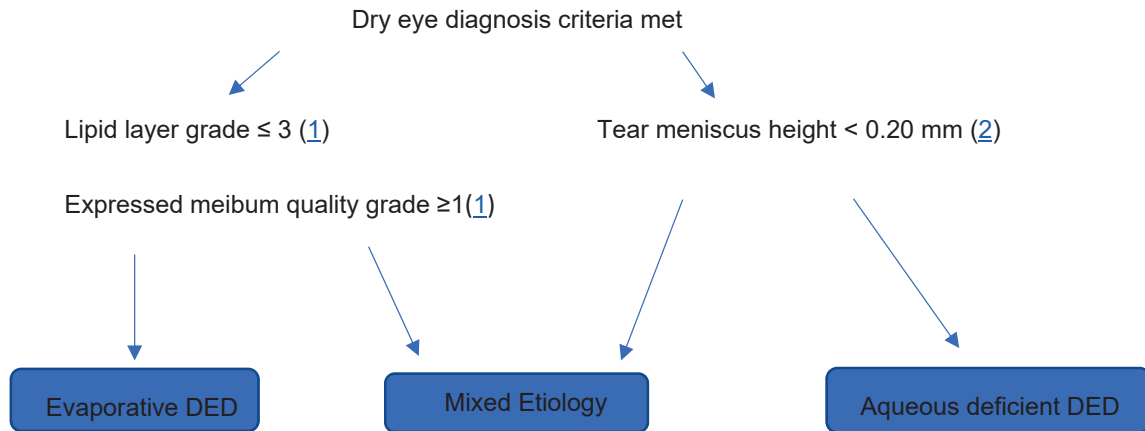 Dry eye diagnosis criteria met
Lipid layer grade ≤ 3 (1)
Tear meniscus height < 0.20 mm (2)
Expressed meibum quality grade ≥1(1)
Evaporative DED
Mixed Etiology
Aqueous deficient DED